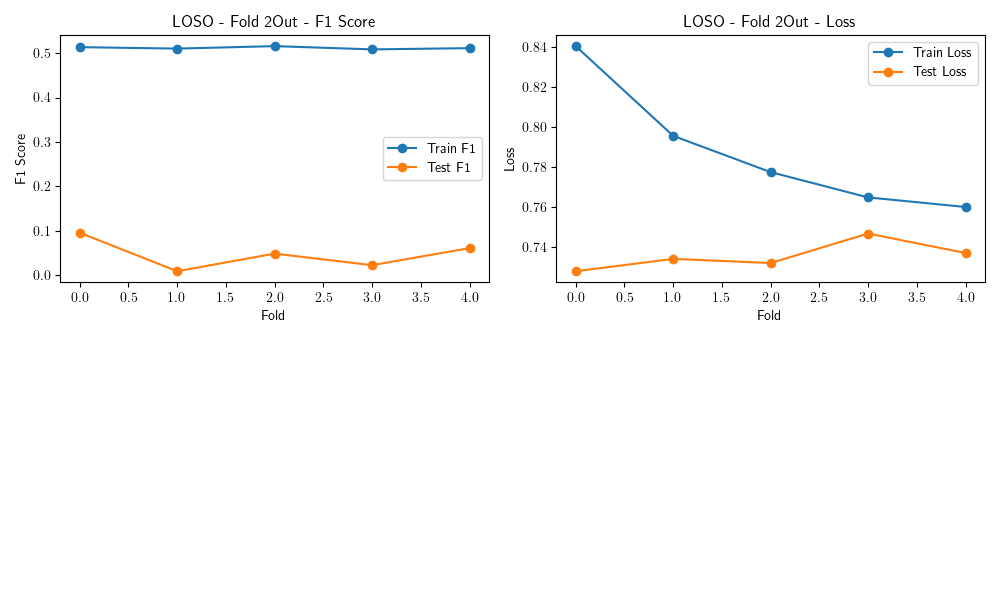 LOSO - Fold 2Out - F1 Score
F1 Score
0.5
0.4
0.3
0.2
0.1
0.0
Train F1
Test F1
0.0 0.5 1.0 1.5 2.0 2.5 3.0 3.5 4.0
Fold
LOSO - Fold 2Out - Loss
Loss
0.84
0.82
0.80
0.78
0.76
0.74
Train Loss
Test Loss
0.0 0.5 1.0 1.5 2.0 2.5 3.0 3.5 4.0
Fold